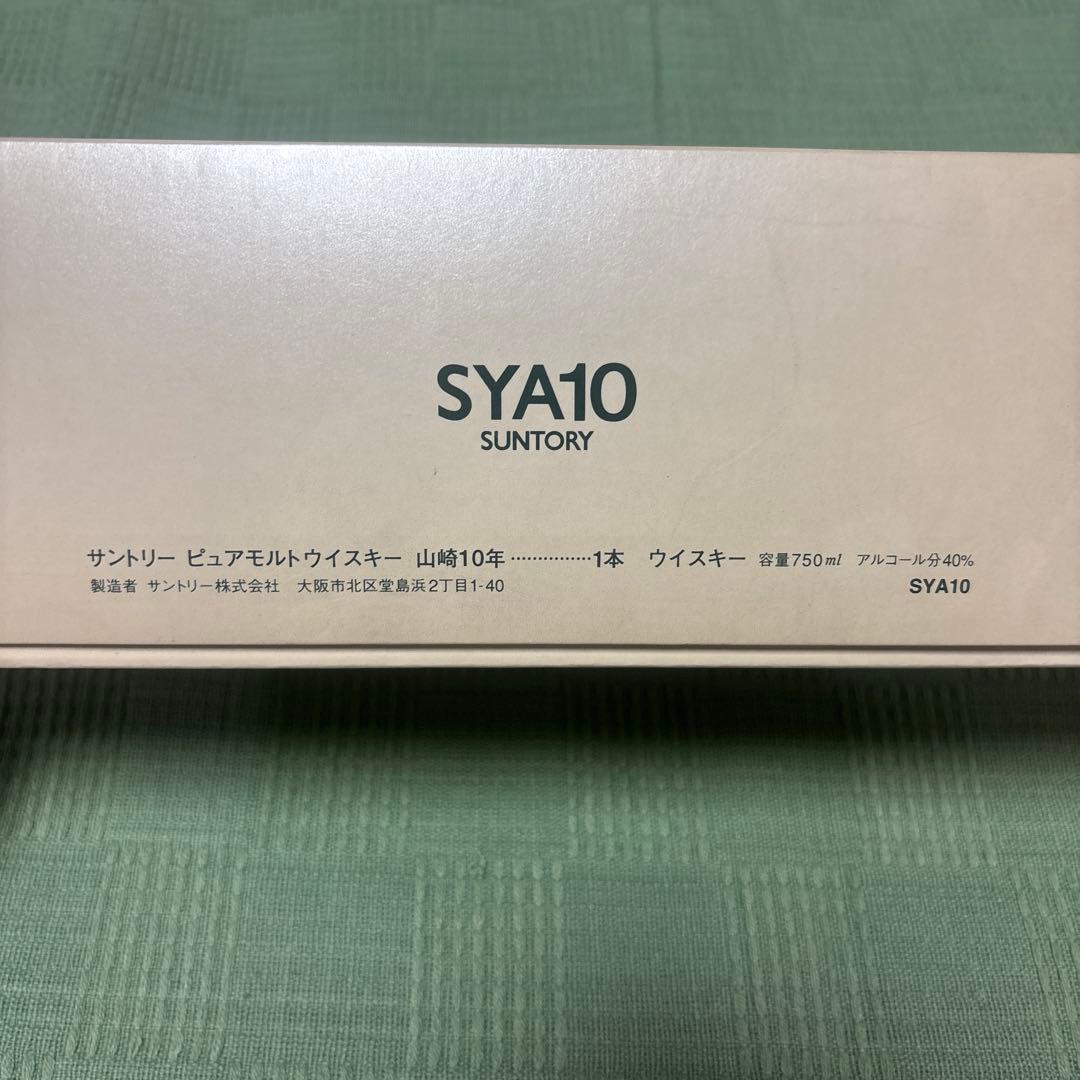 SYA10
SUNTORY
サントリー ピュアモルトウイスキー 山崎10年……………1本 ウイスキー 容量750ml アルコール分40%
製造者 サントリー株式会社 大阪市北区堂島浜2丁目1-40 SYA10